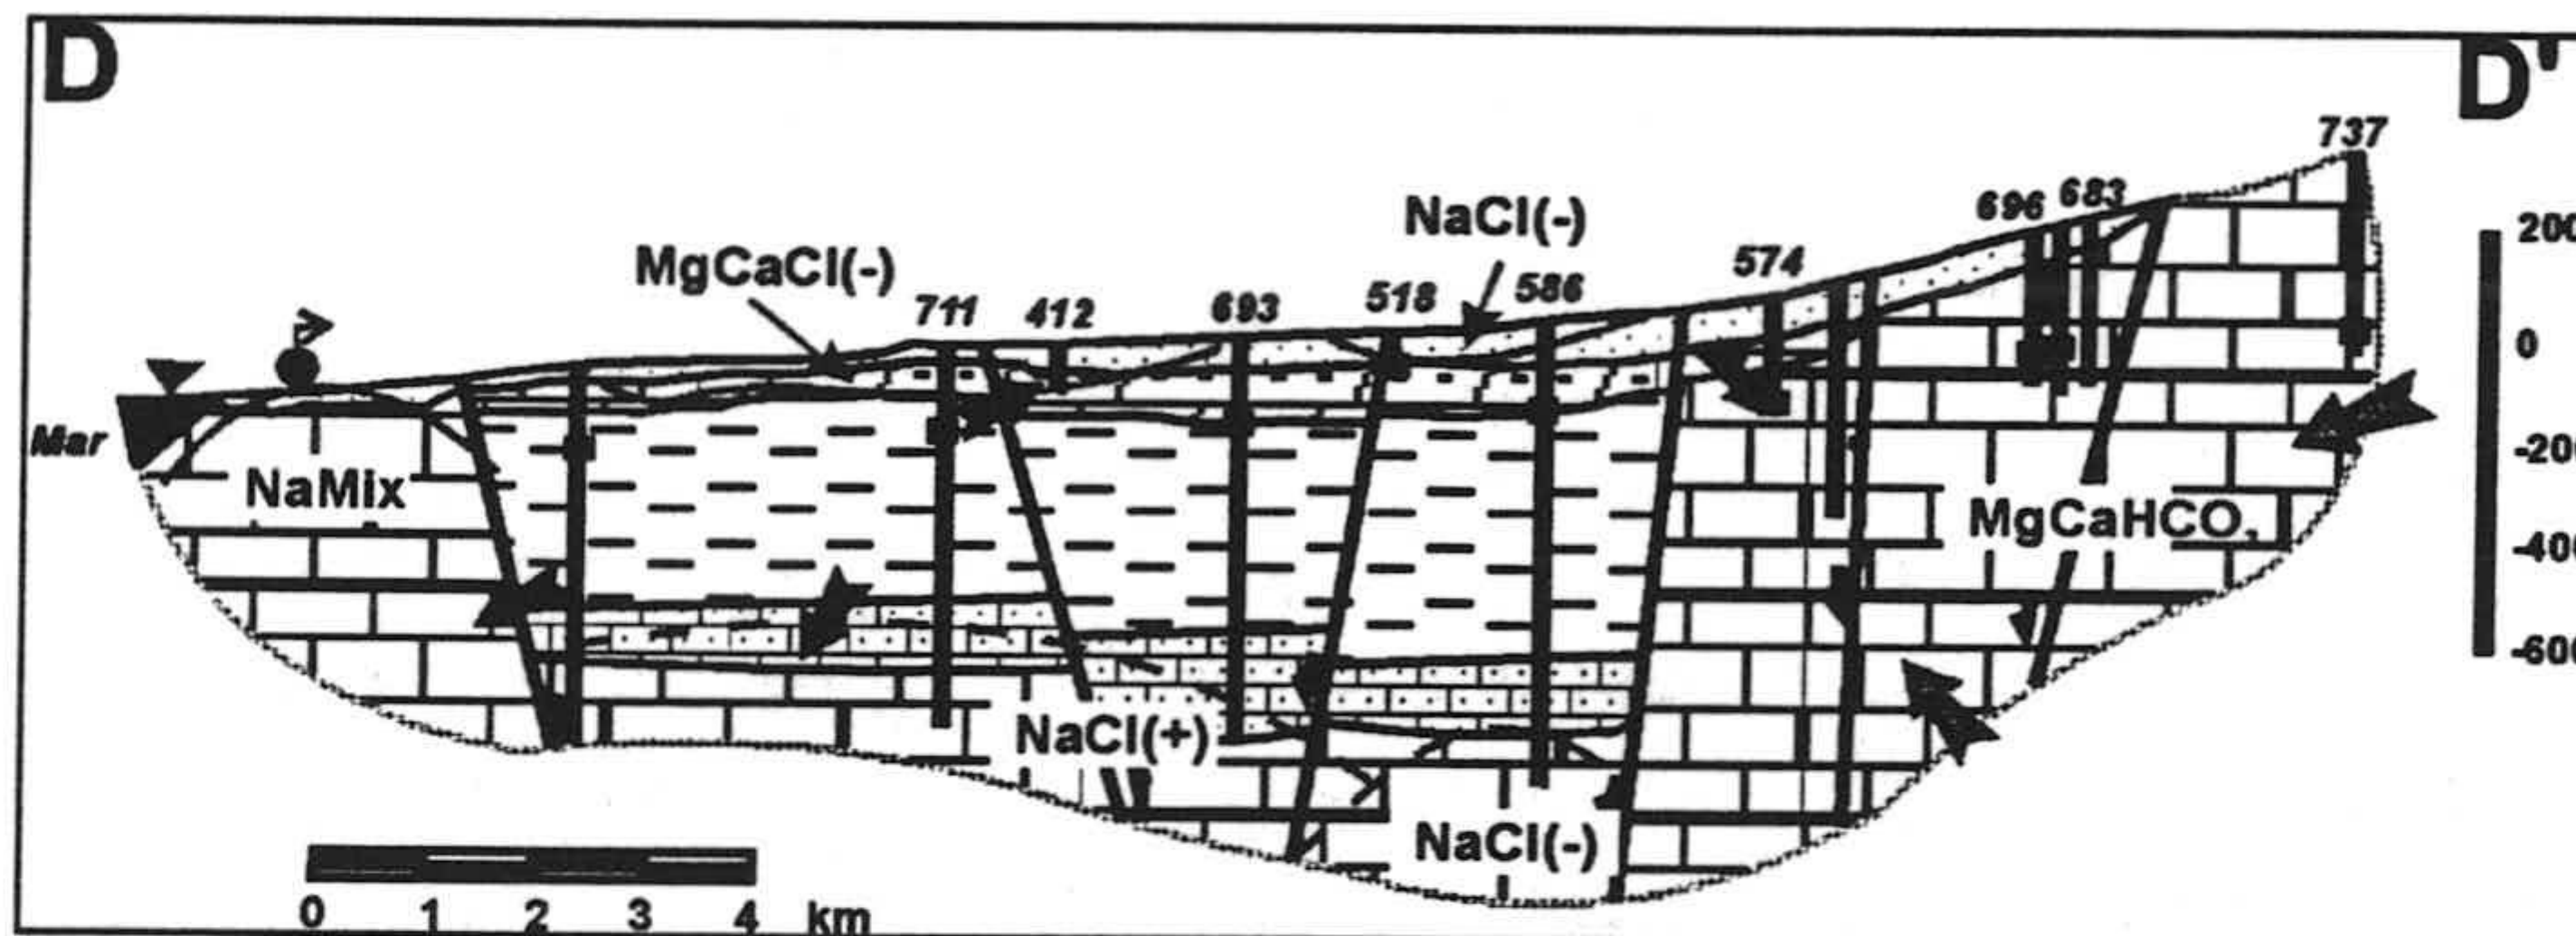 D
D'
737
696 683
200
NaCl(-)
MgCaCl(-)
574
711 412 693 518 586
0
Mar
-200
NaMix
MgCaHCO₃
-400
-600
NaCl(+)
NaCl(-)
0 1 2 3 4 km